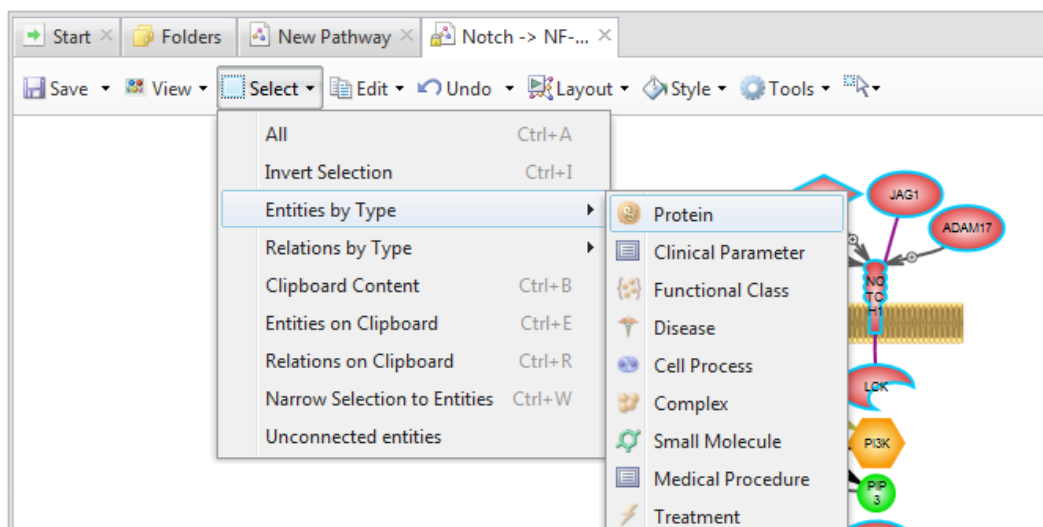 Start Folders New Pathway Notch -> NF-...
Save View Select Edit Undo Layout Style Tools
All Ctrl+A
Invert Selection Ctrl+I
Entities by Type
Relations by Type
Clipboard Content Ctrl+B
Entities on Clipboard Ctrl+E
Relations on Clipboard Ctrl+R
Narrow Selection to Entities Ctrl+W
Unconnected entities
Protein
Clinical Parameter
Functional Class
Disease
Cell Process
Complex
Small Molecule
Medical Procedure
Treatment
JAG1
ADAM17
NO
TC
H1
LCK
PI3K
PIP
3